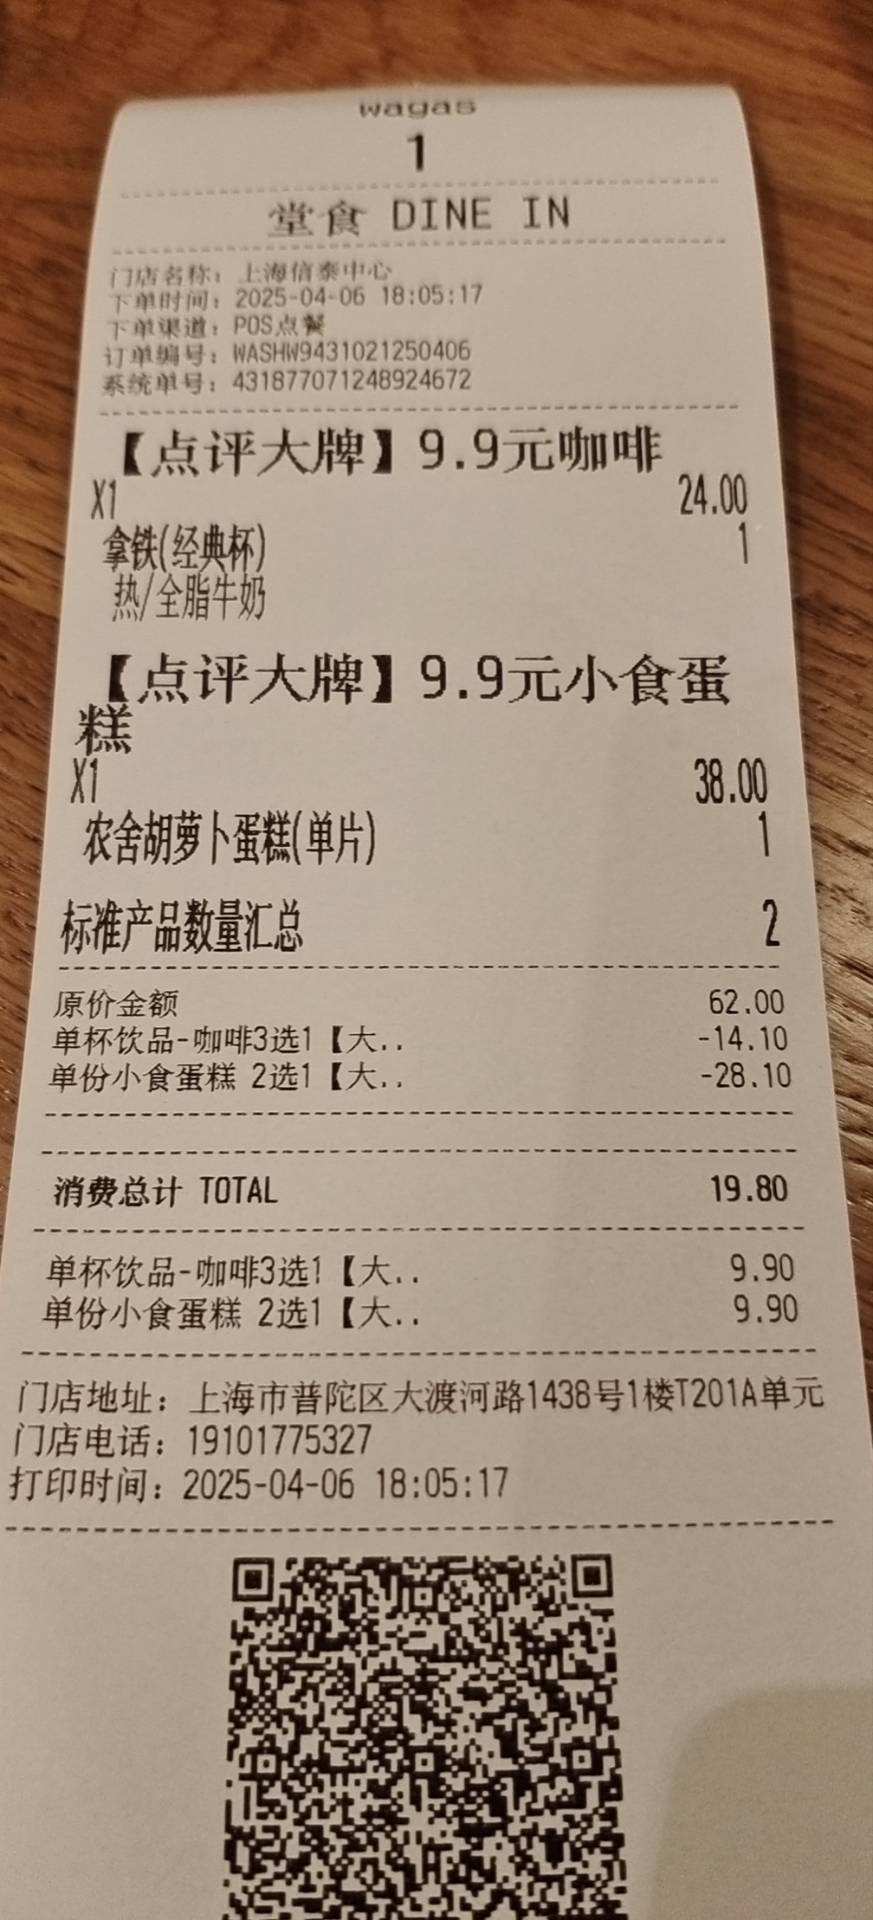 wagas
1
堂食 DINE IN
门店名称：上海信泰中心
下单时间：2025-04-06 18:05:17
下单渠道：POS点餐
订单编号：WASHW9431021250406
系统单号：431877071248924672
【点评大牌】9.9元咖啡
X1 24.00
拿铁(经典杯) 1
热/全脂牛奶
【点评大牌】9.9元小食蛋
糕
X1 38.00
农舍胡萝卜蛋糕(单片) 1
标准产品数量汇总 2
原价金额 62.00
单杯饮品-咖啡3选1【大.. -14.10
单份小食蛋糕 2选1【大.. -28.10
消费总计 TOTAL 19.80
单杯饮品-咖啡3选1【大.. 9.90
单份小食蛋糕 2选1【大.. 9.90
门店地址：上海市普陀区大渡河路1438号1楼T201A单元
门店电话：19101775327
打印时间：2025-04-06 18:05:17